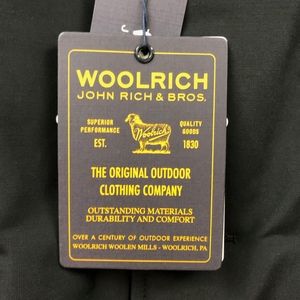 WOOLRICH
JOHN RICH & BROS.
SUPERIOR PERFORMANCE
Woolrich
QUALITY GOODS
EST.
1830
THE ORIGINAL OUTDOOR
CLOTHING COMPANY
OUTSTANDING MATERIALS
DURABILITY AND COMFORT
OVER A CENTURY OF OUTDOOR EXPERIENCE
WOOLRICH WOOLEN MILLS - WOOLRICH, PA